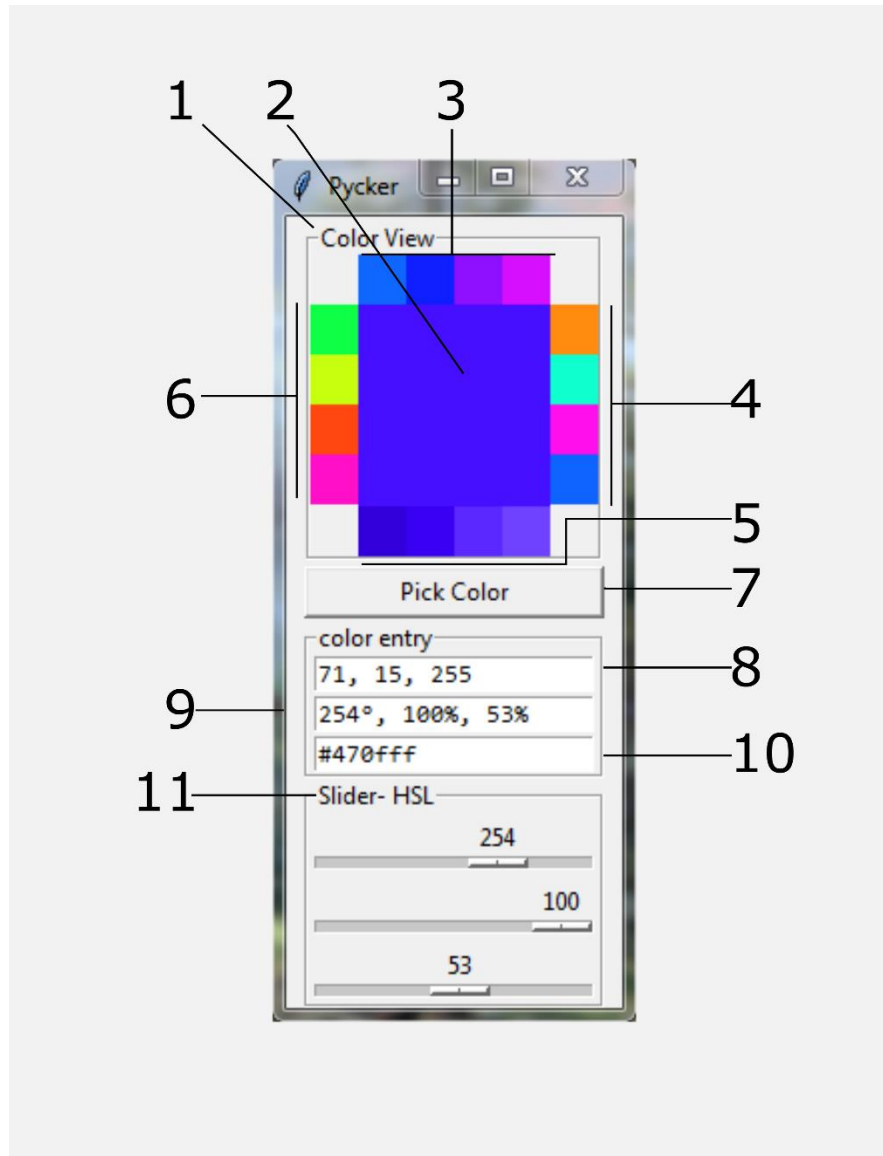 1 2 3
Pycker
Color View
6
4
5
Pick Color
7
color entry
71, 15, 255
8
9
254°, 100%, 53%
#470fff
10
11
Slider- HSL
254
100
53